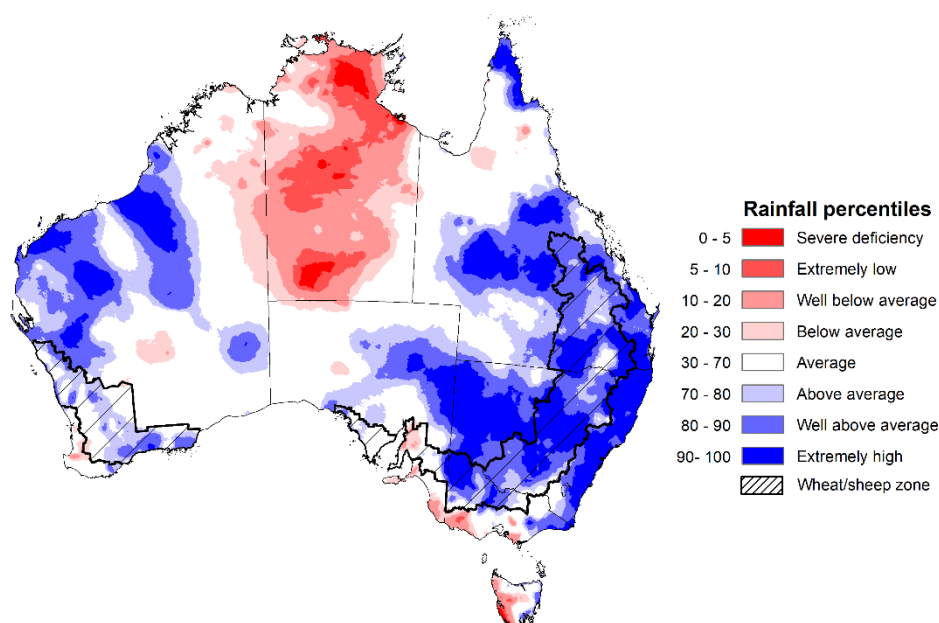 Rainfall percentiles
0 - 5 Severe deficiency
5 - 10 Extremely low
10 - 20 Well below average
20 - 30 Below average
30 - 70 Average
70 - 80 Above average
80 - 90 Well above average
90- 100 Extremely high
Wheat/sheep zone